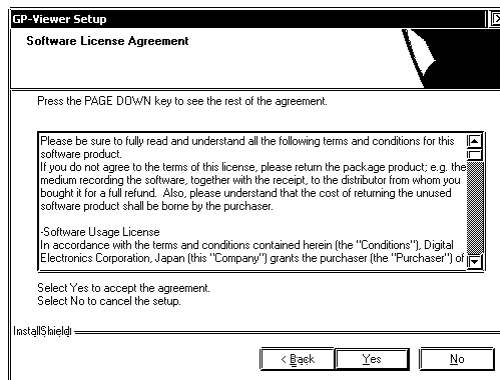 GP-Viewer Setup
Software License Agreement
Press the PAGE DOWN key to see the rest of the agreement.
Please be sure to fully read and understand all the following terms and conditions for this
software product.
If you do not agree to the terms of this license, please return the package product; e.g. the
medium recording the software, together with the receipt, to the distributor from whom you
bought it for a full refund.  Also, please understand that the cost of returning the unused
software product shall be borne by the purchaser.
-Software Usage License
In accordance with the terms and conditions contained herein (the "Conditions"), Digital
Electronics Corporation, Japan (this "Company") grants the purchaser (the "Purchaser") of
Select Yes to accept the agreement.
Select No to cancel the setup.
InstallShield
< Back
Yes
No